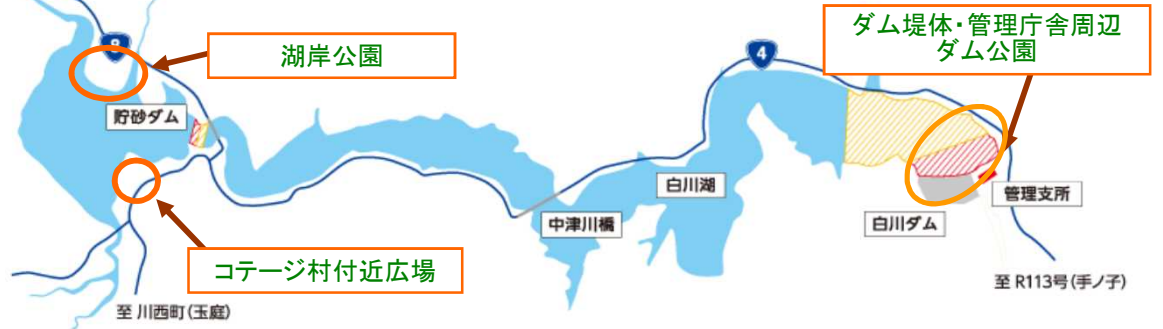 ダム堤体・管理庁舎周辺
ダム公園
8
湖岸公園
4
貯砂ダム
白川湖
管理支所
中津川橋
白川ダム
コテージ村付近広場
至 R113号(手ノ子)
至 川西町(玉庭)